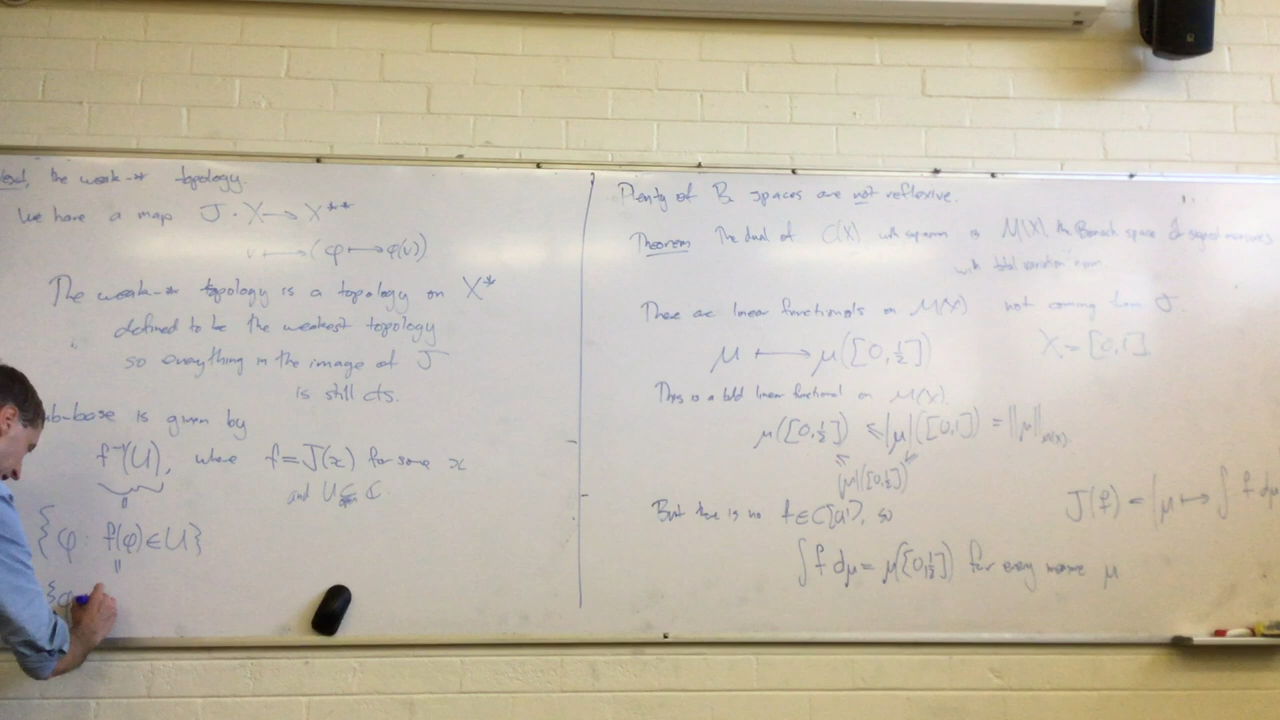 the weak-* topology.
We have a map J : X → X**
v ↦ (φ ↦ φ(v))
The weak-* topology is a topology on X*
defined to be the weakest topology
so everything in the image of J
is still cts.
sub-base is given by
f⁻¹(U), where f = J(x) for some x
and U ⊆ ℂ
=
{φ : f(φ) ∈ U}
=
{φ
Plenty of B. spaces are not reflexive.
Theorem The dual of C(X) with supnorm is M(X), the Banach space of signed measures
with total variation norm.
There are linear functionals on M(X) not coming from J.
μ ↦ μ([0,½]) X = [0,1].
This is a bdd linear functional on M(X).
μ([0,½]) ≤ |μ|([0,1]) = ||μ||_M(X).
|μ|([0,½])
But there is no f ∈ C([0,1]), so
J(f) = (μ ↦ ∫ f dμ
∫ f dμ = μ([0,½]) for every measure μ